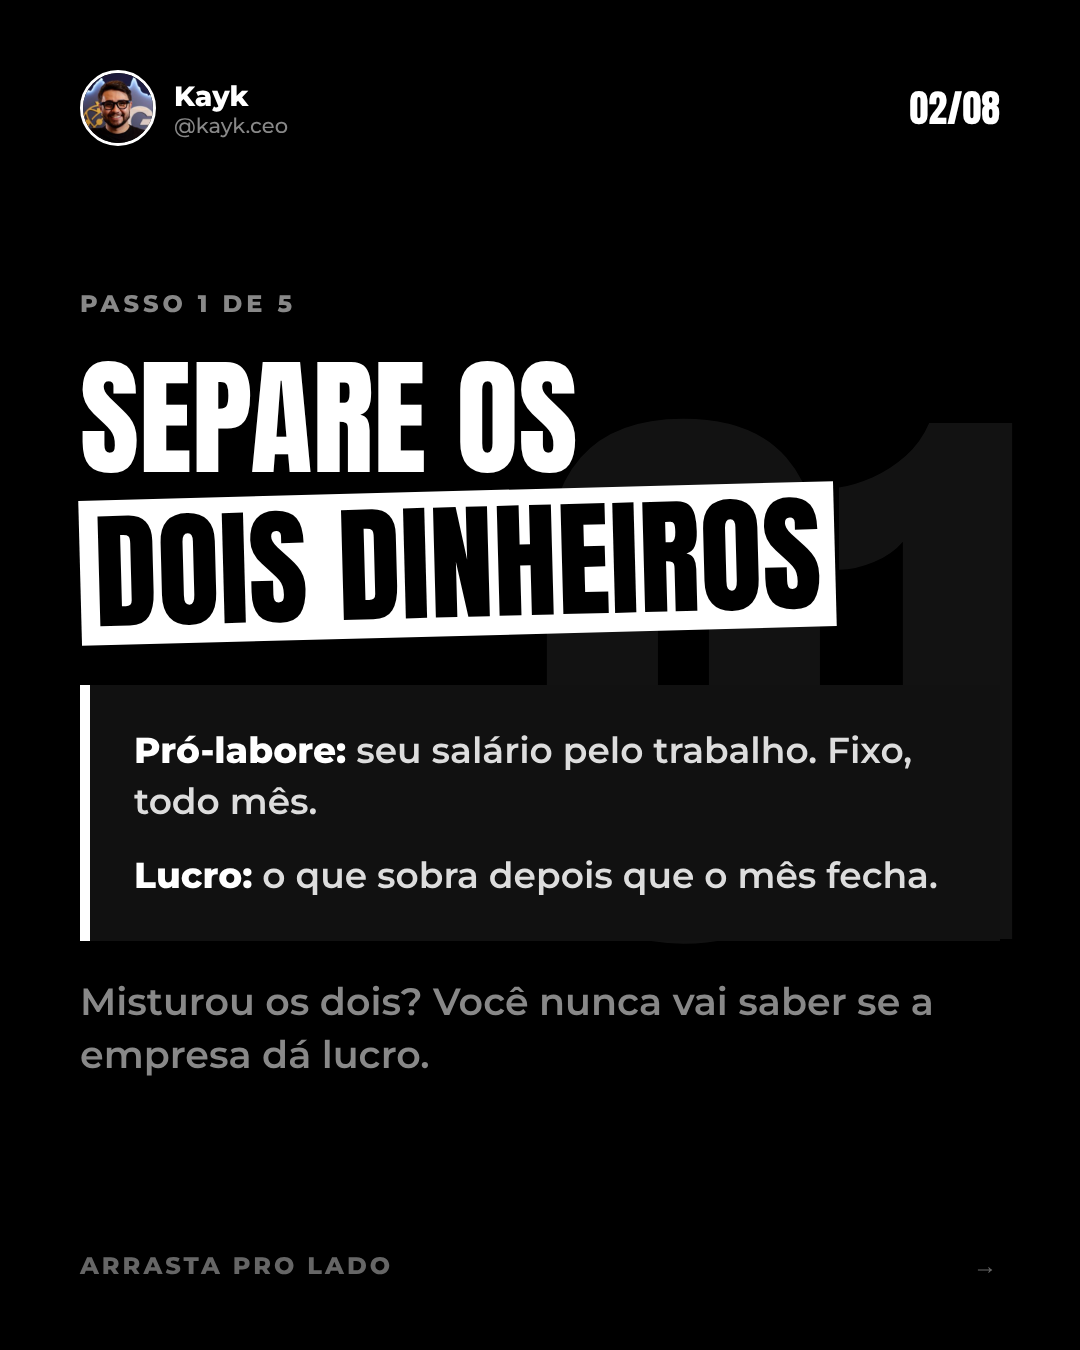 Kayk
@kayk.ceo
02/08
PASSO 1 DE 5
SEPARE OS
DOIS DINHEIROS
01
Pró-labore: seu salário pelo trabalho. Fixo,
todo mês.
Lucro: o que sobra depois que o mês fecha.
Misturou os dois? Você nunca vai saber se a
empresa dá lucro.
ARRASTA PRO LADO
→